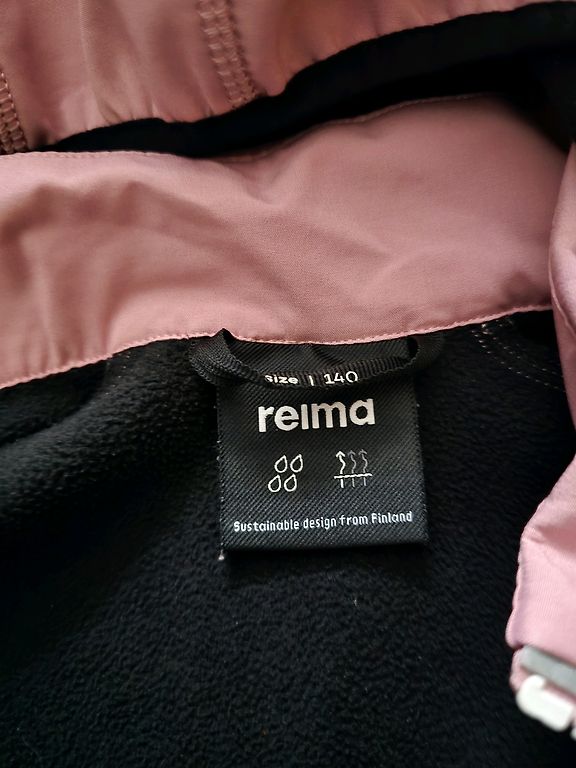 size | 140
reima
Sustainable design from Finland